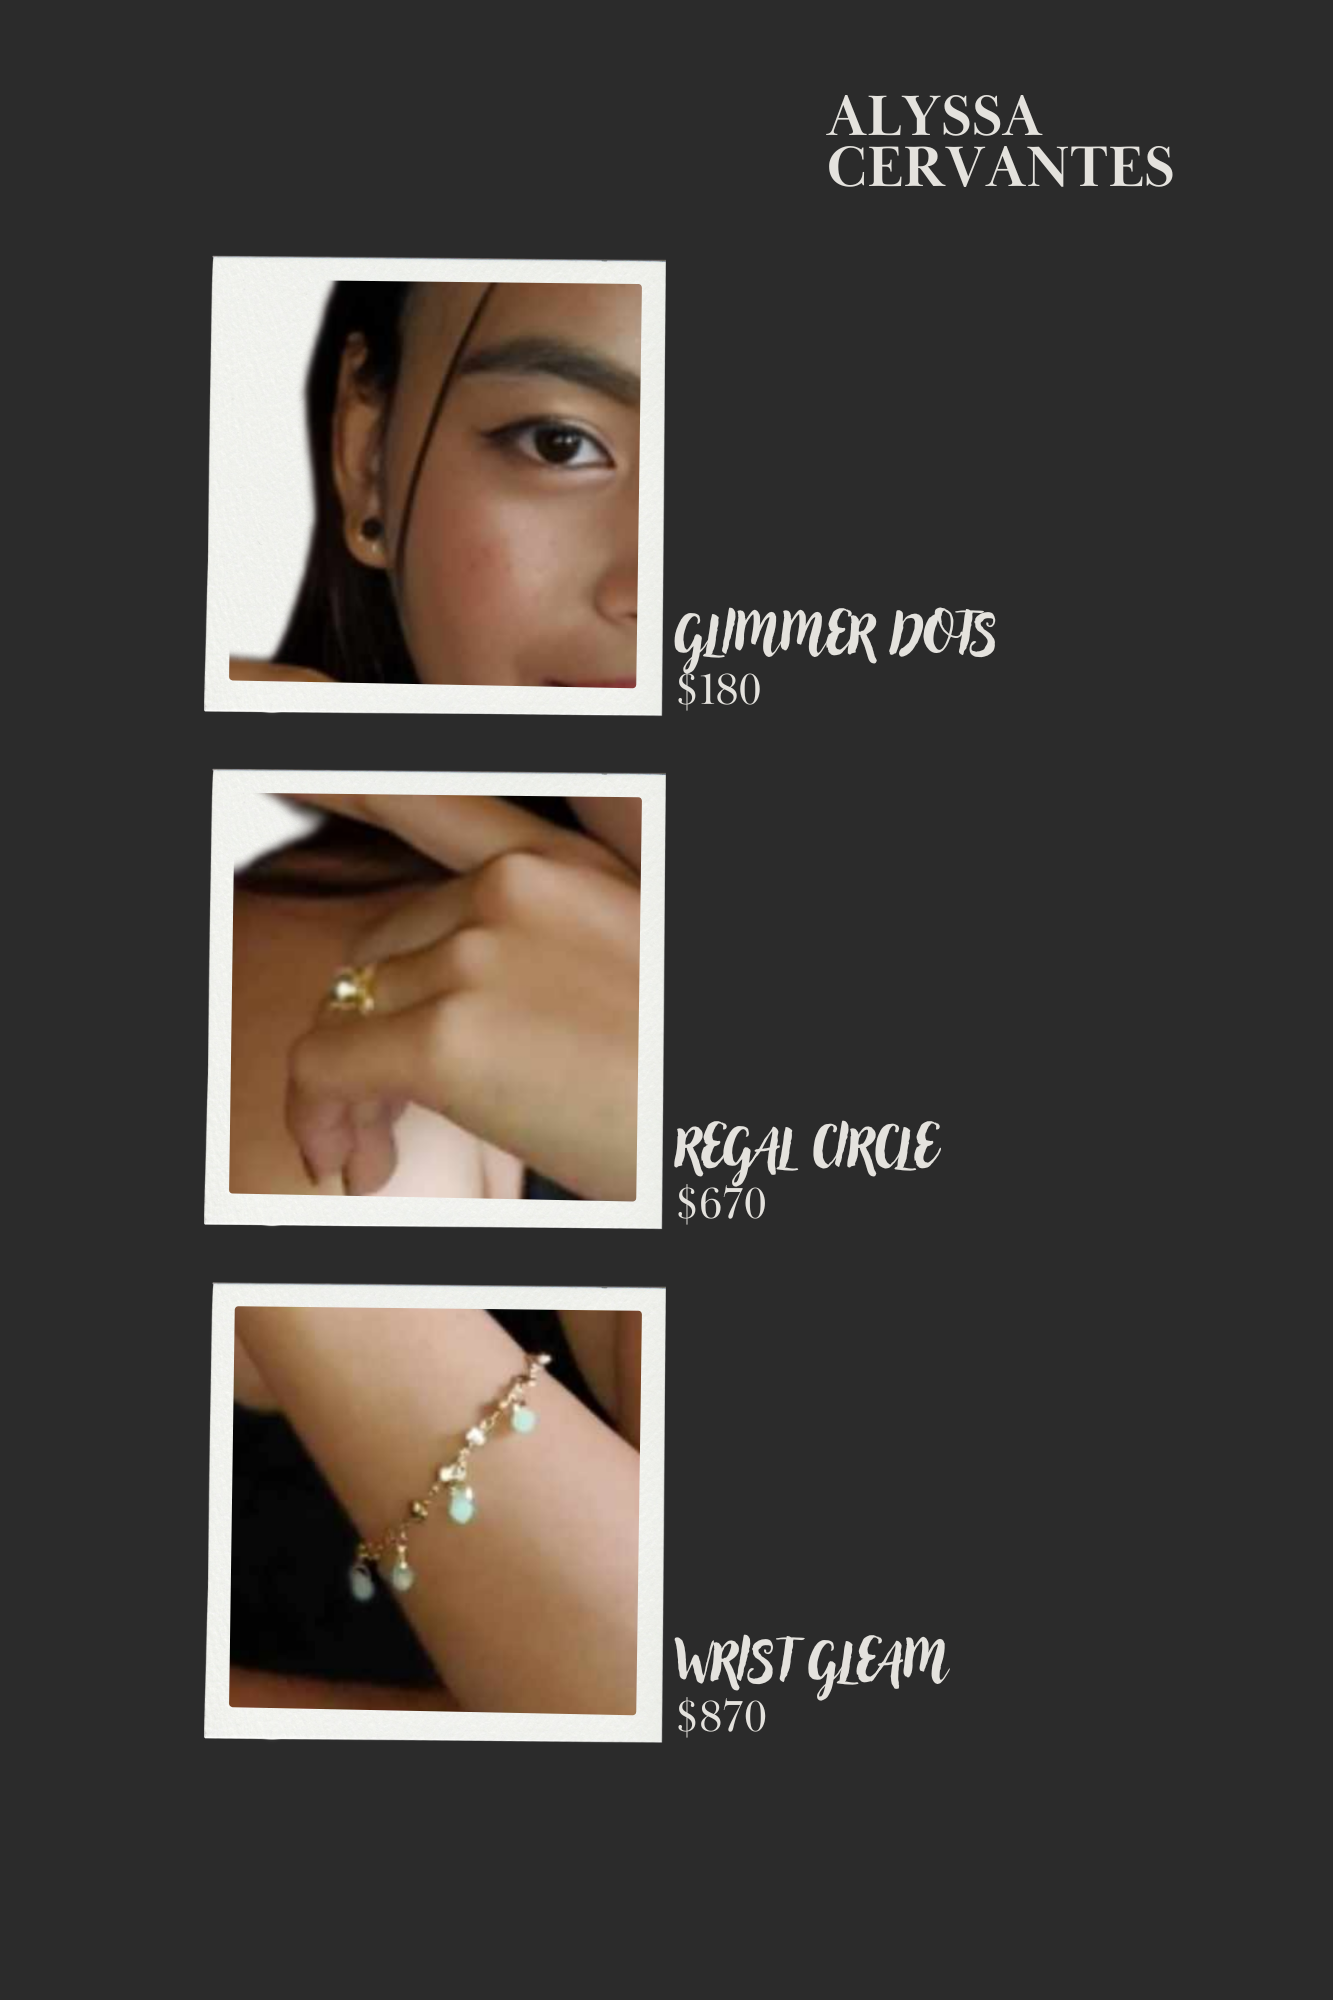 ALYSSA
CERVANTES
GLIMMER DOTS
$180
REGAL CIRCLE
$670
WRIST GLEAM
$870